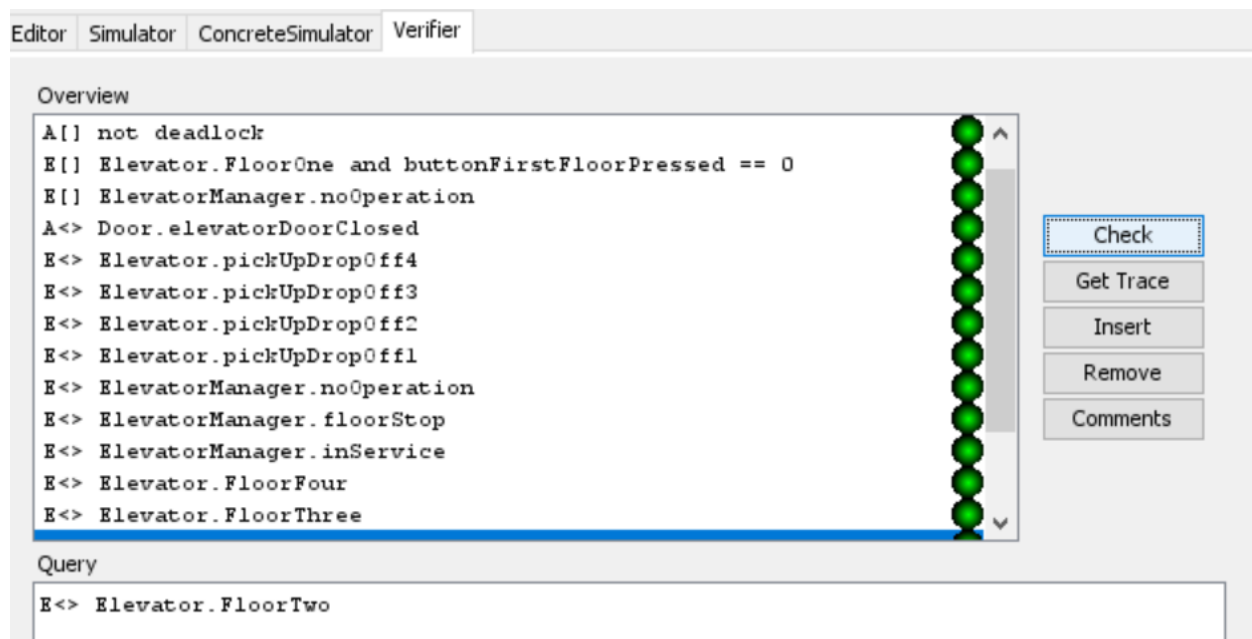 Editor Simulator ConcreteSimulator Verifier
Overview
A[] not deadlock
E[] Elevator.FloorOne and buttonFirstFloorPressed == 0
E[] ElevatorManager.noOperation
A<> Door.elevatorDoorClosed
E<> Elevator.pickUpDropOff4
E<> Elevator.pickUpDropOff3
E<> Elevator.pickUpDropOff2
E<> Elevator.pickUpDropOff1
E<> ElevatorManager.noOperation
E<> ElevatorManager.floorStop
E<> ElevatorManager.inService
E<> Elevator.FloorFour
E<> Elevator.FloorThree
Check
Get Trace
Insert
Remove
Comments
Query
E<> Elevator.FloorTwo